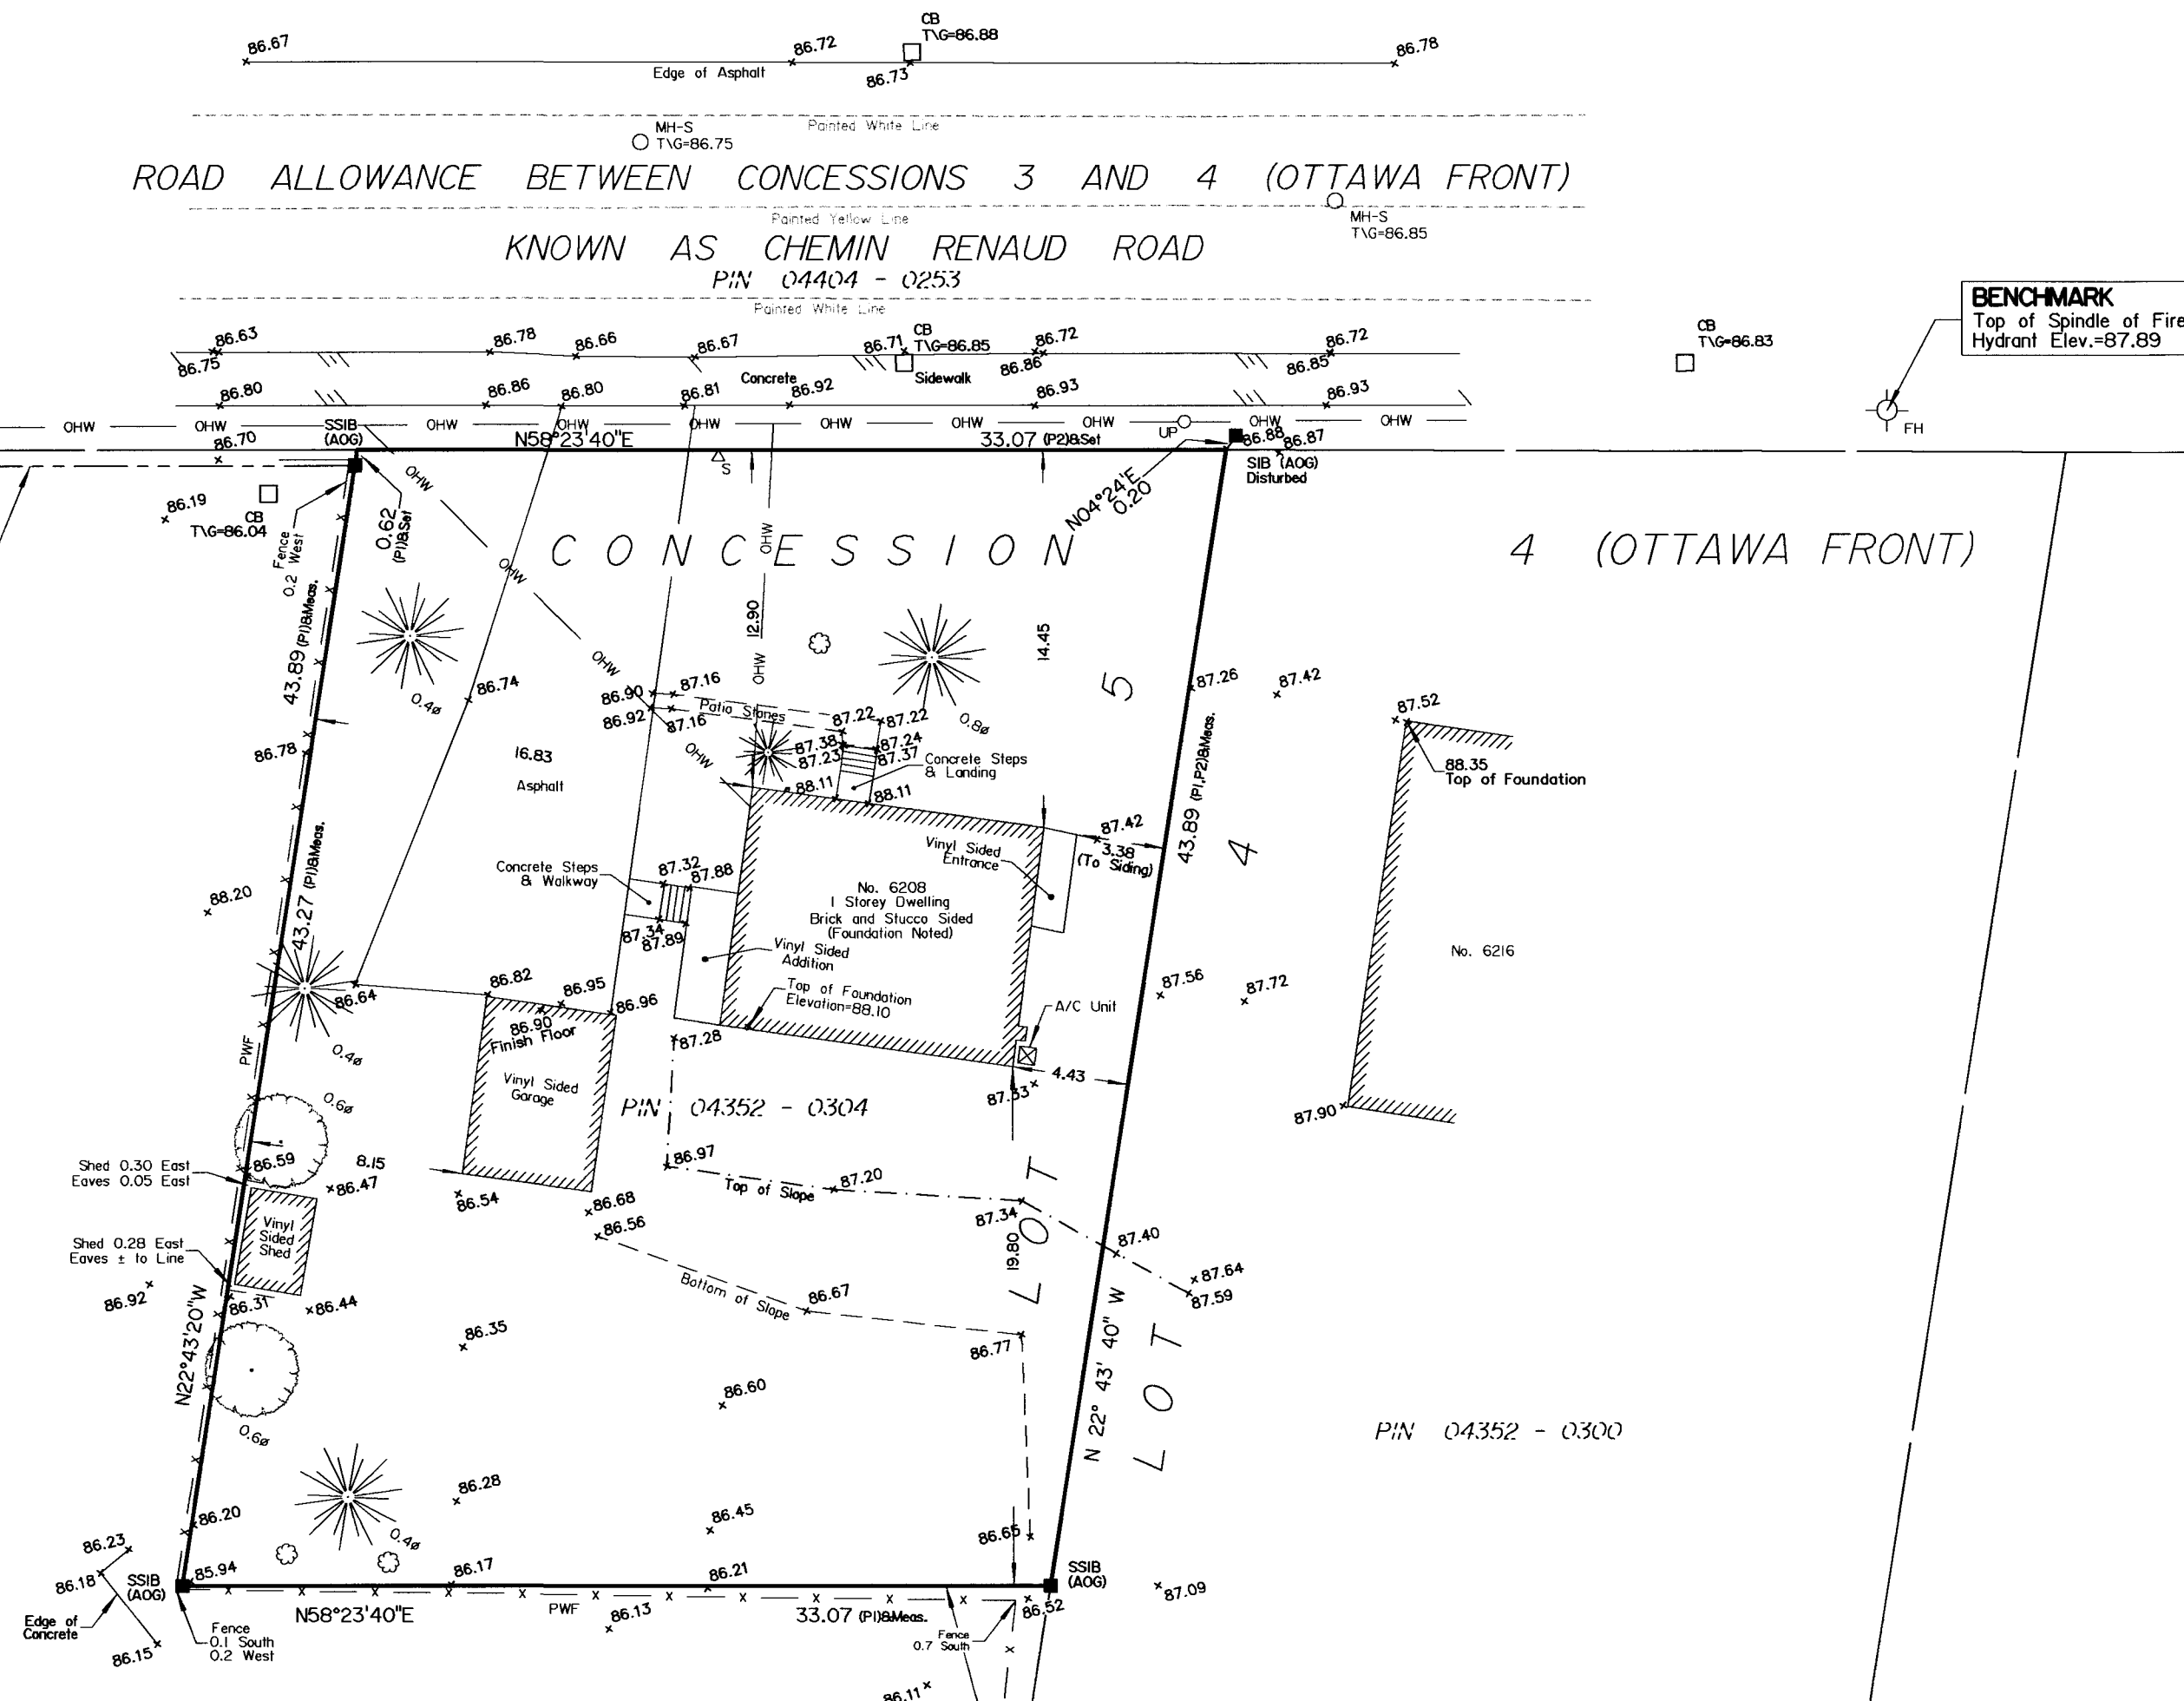 CB
T\G=86.88
86.67
86.72
86.73
86.78
Edge of Asphalt
Painted White Line
MH-S
T\G=86.75
ROAD ALLOWANCE BETWEEN CONCESSIONS 3 AND 4 (OTTAWA FRONT)
Painted Yellow Line
MH-S
T\G=86.85
KNOWN AS CHEMIN RENAUD ROAD
PIN 04404 - 0253
Painted White Line
BENCHMARK
Top of Spindle of Fire
Hydrant Elev.=87.89
CB
T\G=86.83
FH
86.63
86.75
86.78
86.66
86.67
86.71
CB
T\G=86.85
86.72
86.86
86.72
86.85
Concrete Sidewalk
86.80
86.86
86.80
86.81
86.92
86.93
86.93
OHW OHW OHW OHW OHW OHW OHW OHW OHW OHW
SSIB
(AOG)
86.70
N58°23'40"E
33.07 (P2)&Set
UP
86.88
86.87
SIB (AOG)
Disturbed
S
N04°24'E
0.20
86.19
CB
T\G=86.04
Fence
0.2 West
0.62
(P1)&Set
OHW
OHW
OHW
OHW
OHW
OHW
CONCESSION
4 (OTTAWA FRONT)
43.89 (P1)&Meas.
12.90
14.45
0.4ø
86.74
86.90
87.16
86.92
87.16
Patio Stones
87.22
87.22
0.8ø
87.38
87.24
87.23
87.37
88.11
88.11
Concrete Steps
& Landing
5
87.26
87.42
87.52
88.35
Top of Foundation
43.89 (P1,P2)&Meas.
4
86.78
16.83
Asphalt
87.42
3.38
(To Siding)
Vinyl Sided
Entrance
Concrete Steps
& Walkway
87.32
87.88
87.34
87.89
No. 6208
1 Storey Dwelling
Brick and Stucco Sided
(Foundation Noted)
Vinyl Sided
Addition
Top of Foundation
Elevation=88.10
88.20
43.27 (P1)&Meas.
No. 6216
86.64
86.82
86.95
86.96
86.90
Finish Floor
Vinyl Sided
Garage
87.28
A/C Unit
87.56
87.72
PWF
0.4ø
0.6ø
4.43
87.33
87.90
PIN 04352 - 0304
Shed 0.30 East
Eaves 0.05 East
86.59
8.15
86.47
86.54
86.68
86.56
86.97
Top of Slope
87.20
87.34
Vinyl
Sided
Shed
Shed 0.28 East
Eaves ± to Line
86.92
86.31
86.44
Bottom of Slope
86.67
86.77
19.80
LOT
87.40
87.64
87.59
N22°43'20"W
86.35
86.60
N 22° 43' 40" W
LOT
PIN 04352 - 0300
0.6ø
86.28
86.45
86.65
86.20
0.4ø
86.23
86.18
SSIB
(AOG)
85.94
86.17
86.21
SSIB
(AOG)
87.09
86.52
Edge of
Concrete
86.15
Fence
0.1 South
0.2 West
N58°23'40"E
PWF
86.13
33.07 (P1)&Meas.
Fence
0.7 South
86.11